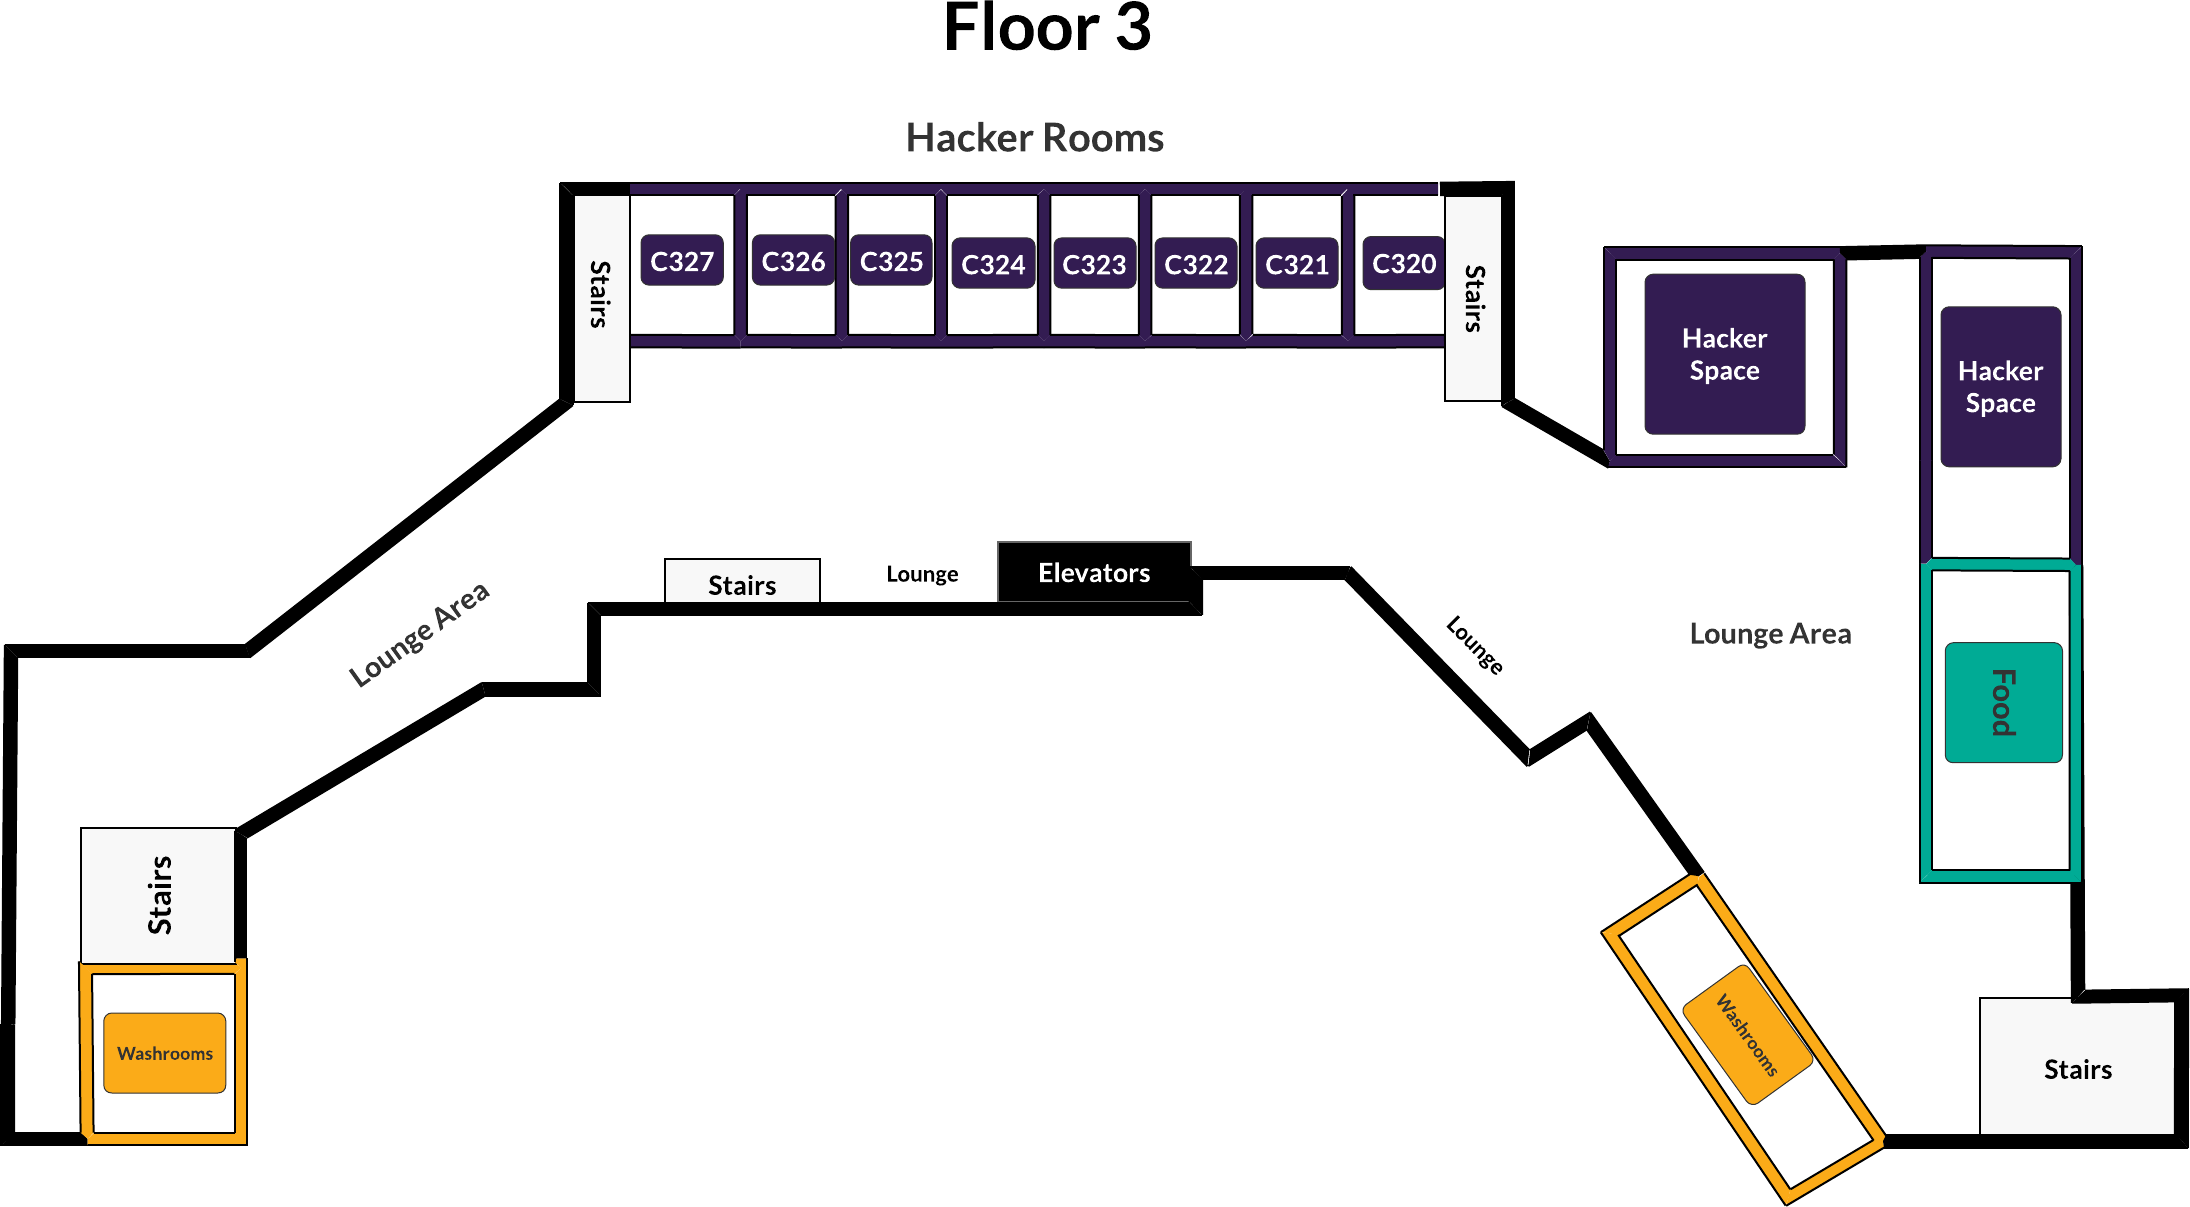 Floor 3
Hacker Rooms
Stairs
C327
C326
C325
C324
C323
C322
C321
C320
Stairs
Hacker
Space
Hacker
Space
Stairs
Lounge
Elevators
Lounge Area
Lounge
Lounge Area
Food
Stairs
Washrooms
Washrooms
Stairs